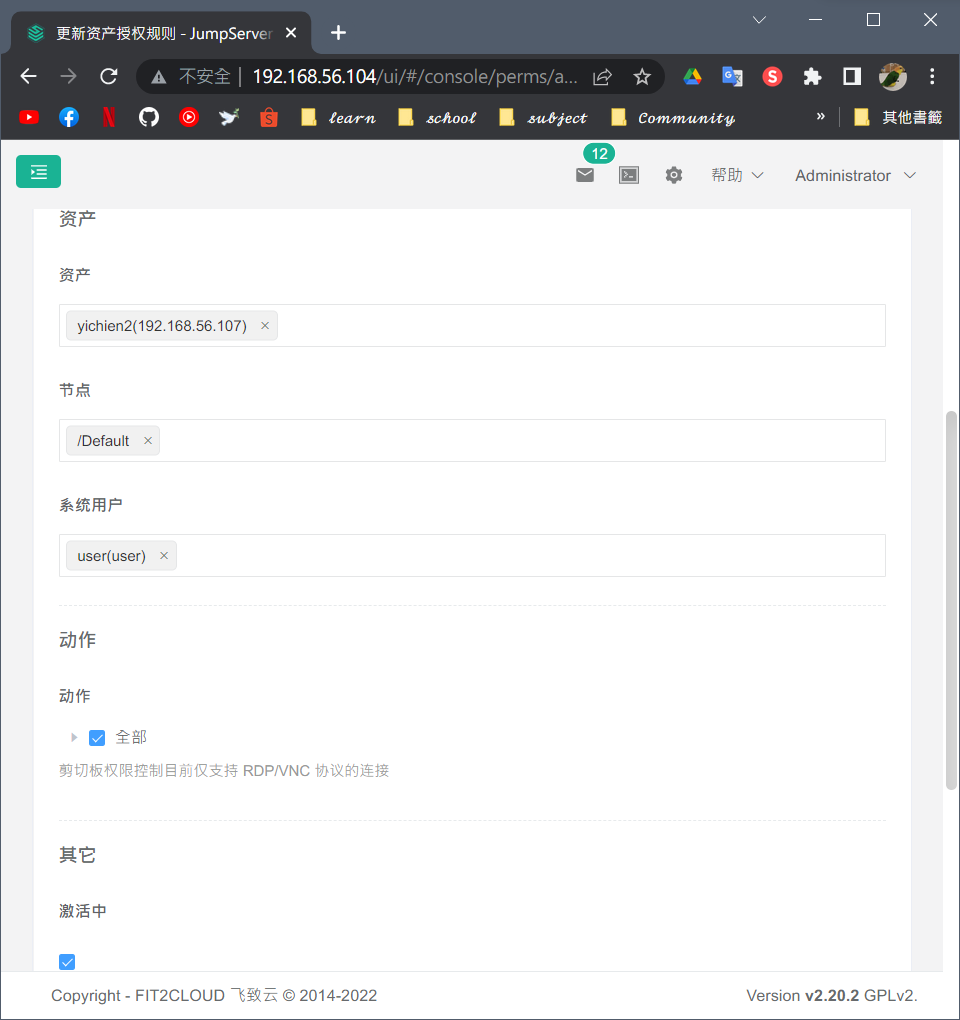 更新资产授权规则 - JumpServer
不安全 192.168.56.104/ui/#/console/perms/a...
learn
school
subject
Community
»
其他書籤
12
帮助
Administrator
资产
资产
yichien2(192.168.56.107)
节点
/Default
系统用户
user(user)
动作
动作
全部
剪切板权限控制目前仅支持 RDP/VNC 协议的连接
其它
激活中
Copyright - FIT2CLOUD 飞致云 © 2014-2022
Version v2.20.2 GPLv2.